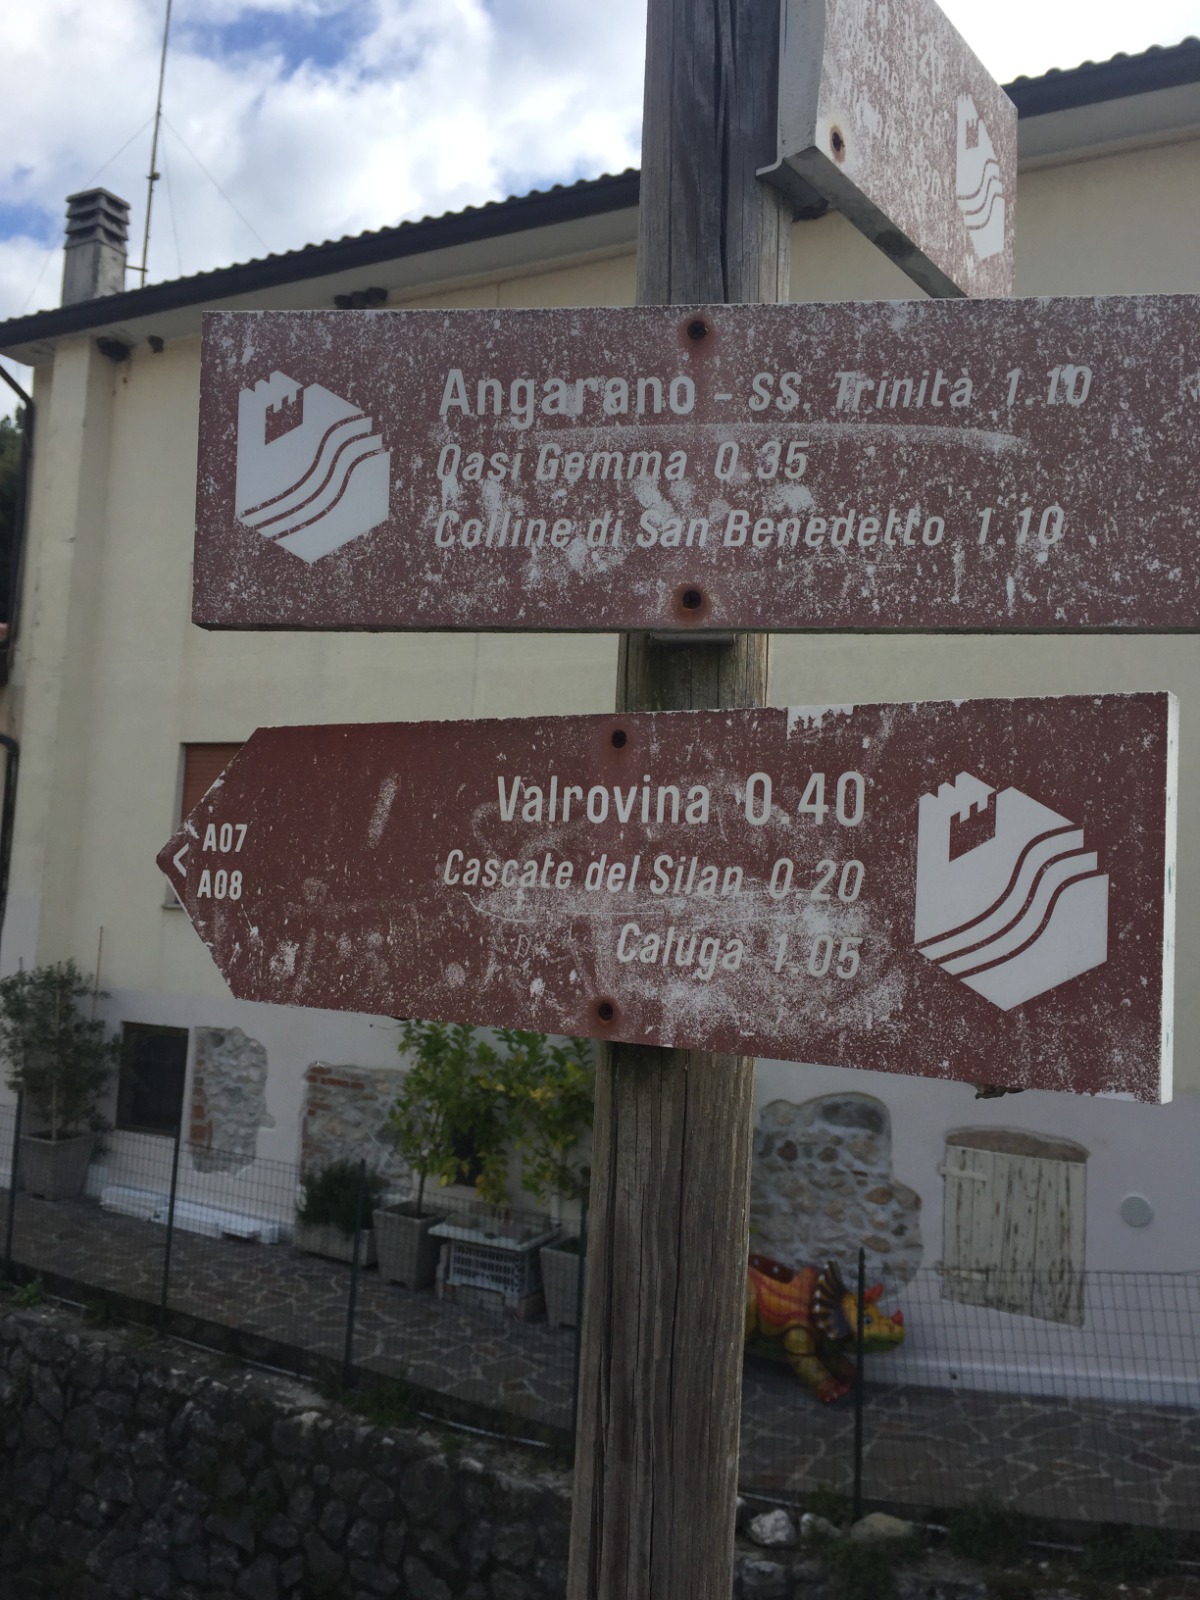 Angarano - SS. Trinità 1.10
Oasi Gemma 0.35
Colline di San Benedetto 1.10
Valrovina 0.40
A07
Cascate del Silan 0.20
A08
Caluga 1.05